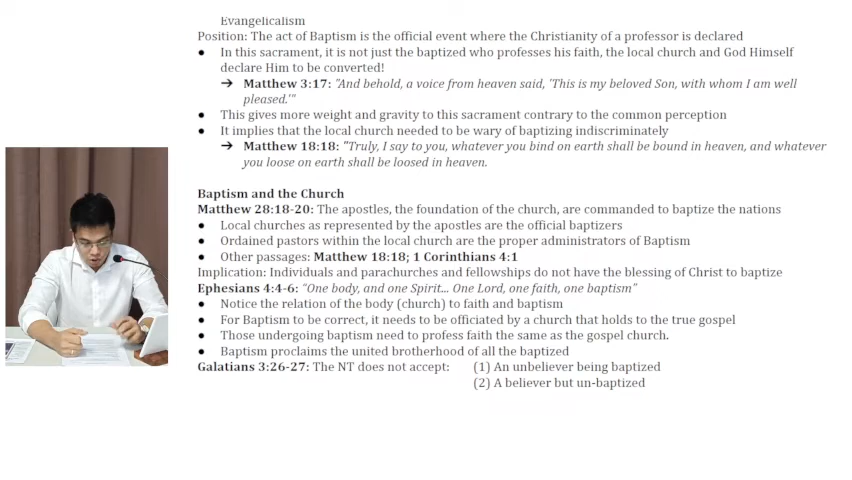 Evangelicalism
Position: The act of Baptism is the official event where the Christianity of a professor is declared
● In this sacrament, it is not just the baptized who professes his faith, the local church and God Himself
declare Him to be converted!
➔ Matthew 3:17: "And behold, a voice from heaven said, 'This is my beloved Son, with whom I am well
pleased.'"
● This gives more weight and gravity to this sacrament contrary to the common perception
● It implies that the local church needed to be wary of baptizing indiscriminately
➔ Matthew 18:18: "Truly, I say to you, whatever you bind on earth shall be bound in heaven, and whatever
you loose on earth shall be loosed in heaven.
Baptism and the Church
Matthew 28:18-20: The apostles, the foundation of the church, are commanded to baptize the nations
● Local churches as represented by the apostles are the official baptizers
● Ordained pastors within the local church are the proper administrators of Baptism
● Other passages: Matthew 18:18; 1 Corinthians 4:1
Implication: Individuals and parachurches and fellowships do not have the blessing of Christ to baptize
Ephesians 4:4-6: "One body, and one Spirit... One Lord, one faith, one baptism"
● Notice the relation of the body (church) to faith and baptism
● For Baptism to be correct, it needs to be officiated by a church that holds to the true gospel
● Those undergoing baptism need to profess faith the same as the gospel church.
● Baptism proclaims the united brotherhood of all the baptized
Galatians 3:26-27: The NT does not accept: (1) An unbeliever being baptized
(2) A believer but un-baptized